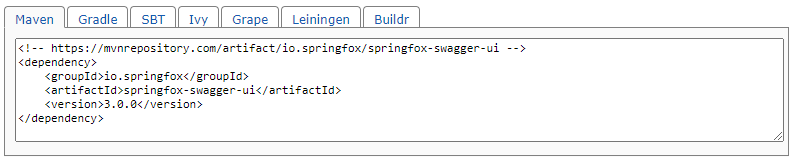 Maven Gradle SBT Ivy Grape Leiningen Buildr
<!-- https://mvnrepository.com/artifact/io.springfox/springfox-swagger-ui -->
<dependency>
    <groupId>io.springfox</groupId>
    <artifactId>springfox-swagger-ui</artifactId>
    <version>3.0.0</version>
</dependency>